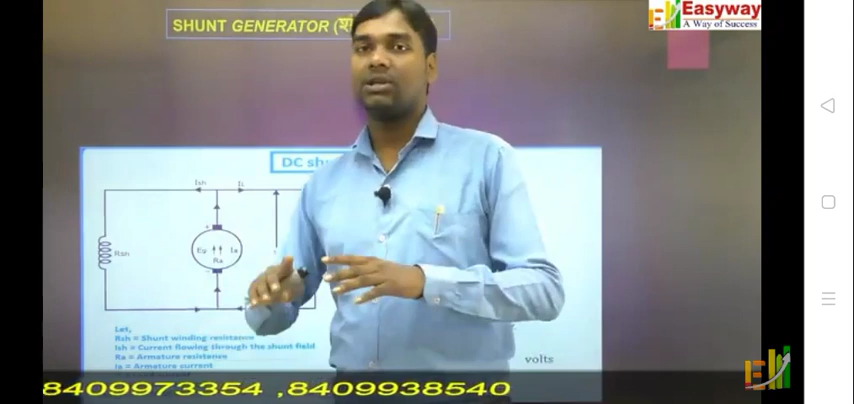 SHUNT GENERATOR (
Easyway
A Way of Success
DC
Ish
IL
Rsh
+
Eg
Ia
Ra
-
Let,
Rsh = Shunt winding resistance
Ish = Current flowing through the shunt field
Ra = Armature resistance
Ia = Armature current
volts
8409973354 ,8409938540